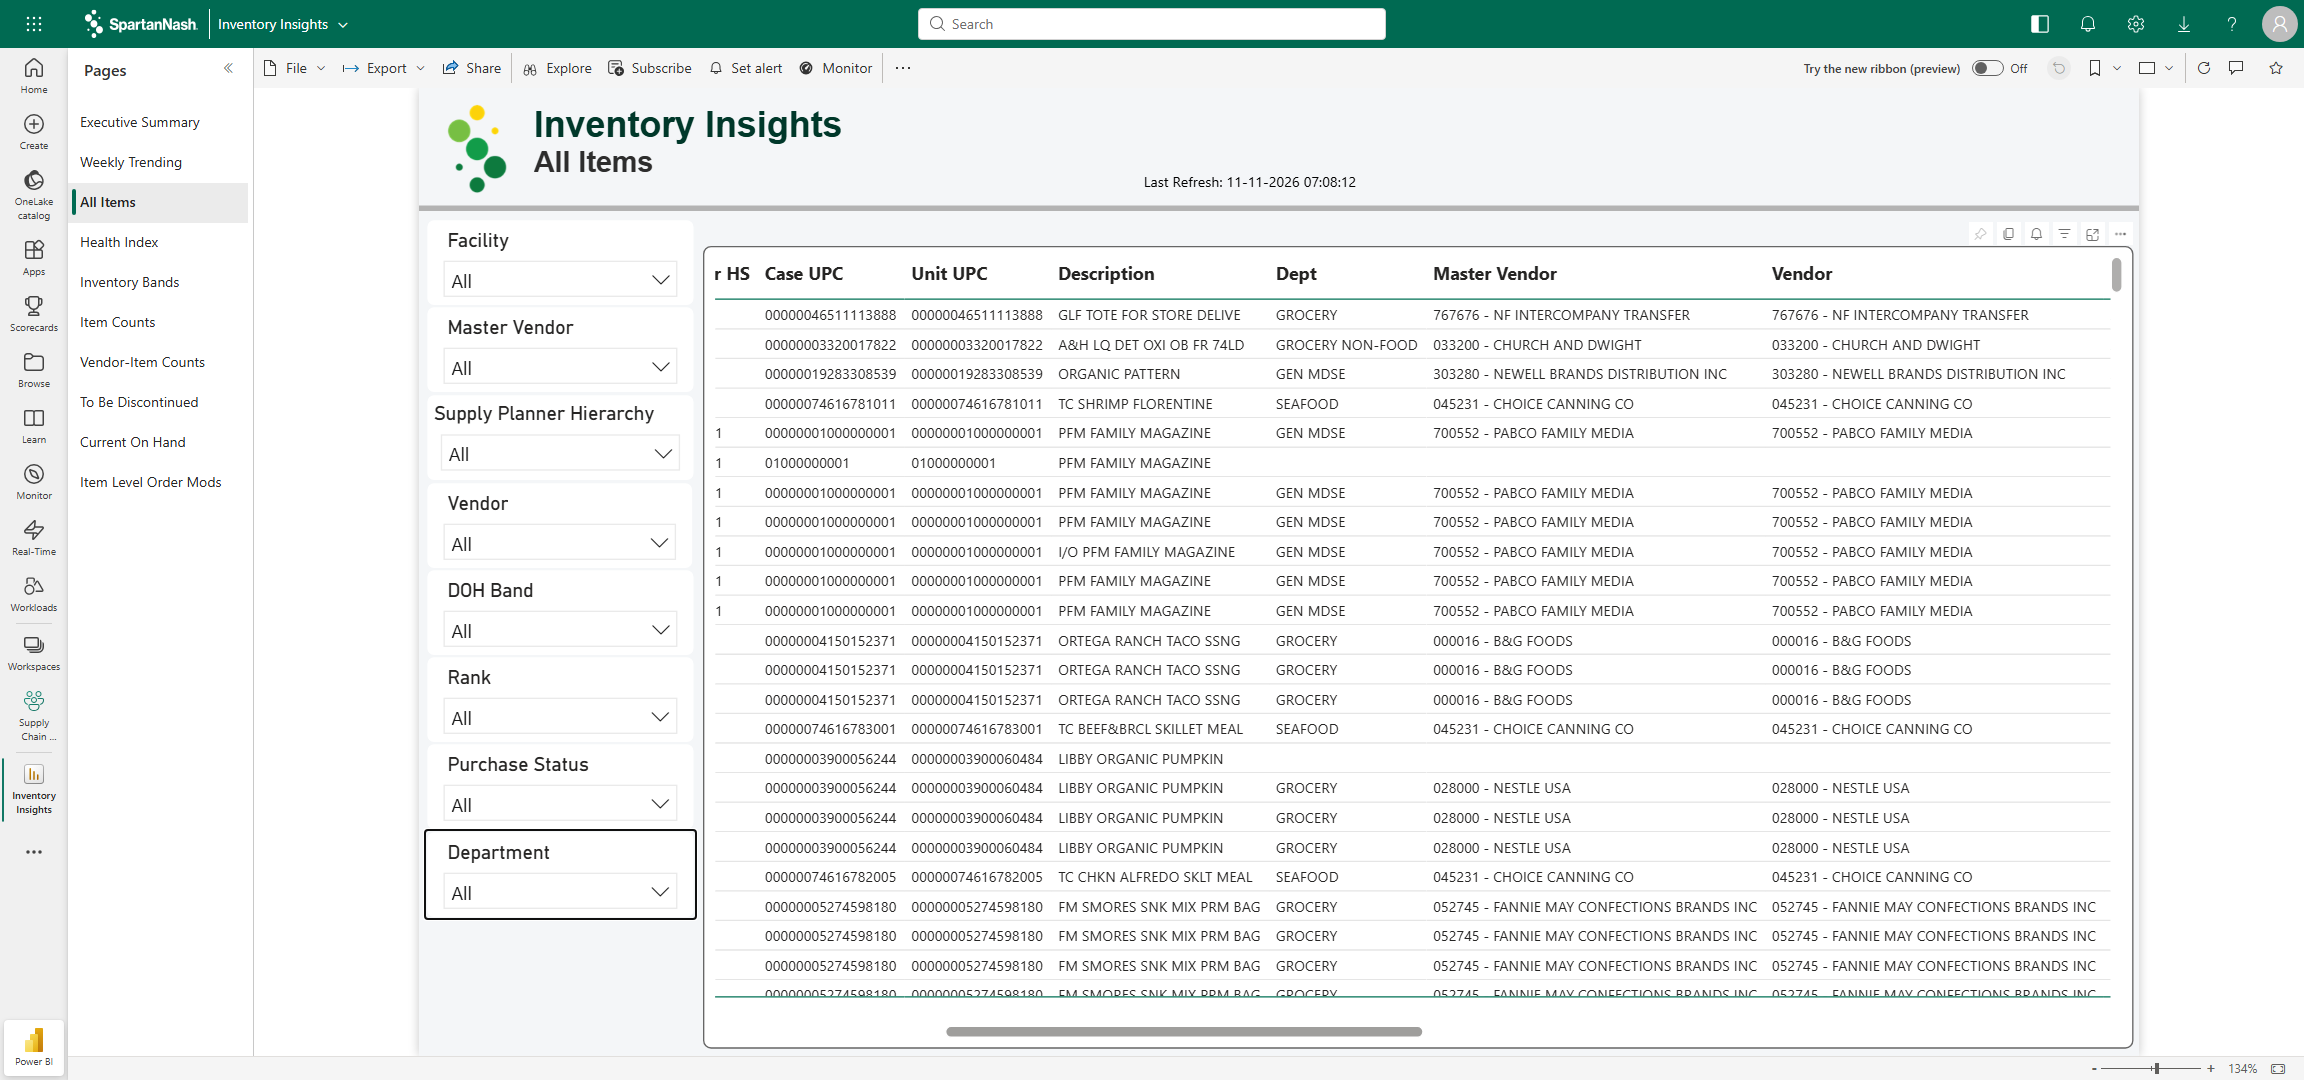 SpartanNash
Inventory Insights
Search
Home
Create
OneLake
catalog
Apps
Scorecards
Browse
Learn
Monitor
Real-Time
Workloads
Workspaces
Supply
Chain ...
Inventory
Insights
Power BI
Pages
Executive Summary
Weekly Trending
All Items
Health Index
Inventory Bands
Item Counts
Vendor-Item Counts
To Be Discontinued
Current On Hand
Item Level Order Mods
File Export Share Explore Subscribe Set alert Monitor ...
Try the new ribbon (preview) Off
Inventory Insights
All Items
Last Refresh: 11-11-2026 07:08:12
Facility
All
Master Vendor
All
Supply Planner Hierarchy
All
Vendor
All
DOH Band
All
Rank
All
Purchase Status
All
Department
All
r HS Case UPC Unit UPC Description Dept Master Vendor Vendor
00000046511113888 00000046511113888 GLF TOTE FOR STORE DELIVE GROCERY 767676 - NF INTERCOMPANY TRANSFER 767676 - NF INTERCOMPANY TRANSFER
00000003320017822 00000003320017822 A&H LQ DET OXI OB FR 74LD GROCERY NON-FOOD 033200 - CHURCH AND DWIGHT 033200 - CHURCH AND DWIGHT
00000019283308539 00000019283308539 ORGANIC PATTERN GEN MDSE 303280 - NEWELL BRANDS DISTRIBUTION INC 303280 - NEWELL BRANDS DISTRIBUTION INC
00000074616781011 00000074616781011 TC SHRIMP FLORENTINE SEAFOOD 045231 - CHOICE CANNING CO 045231 - CHOICE CANNING CO
1 00000001000000001 00000001000000001 PFM FAMILY MAGAZINE GEN MDSE 700552 - PABCO FAMILY MEDIA 700552 - PABCO FAMILY MEDIA
1 01000000001 01000000001 PFM FAMILY MAGAZINE
1 00000001000000001 00000001000000001 PFM FAMILY MAGAZINE GEN MDSE 700552 - PABCO FAMILY MEDIA 700552 - PABCO FAMILY MEDIA
1 00000001000000001 00000001000000001 PFM FAMILY MAGAZINE GEN MDSE 700552 - PABCO FAMILY MEDIA 700552 - PABCO FAMILY MEDIA
1 00000001000000001 00000001000000001 I/O PFM FAMILY MAGAZINE GEN MDSE 700552 - PABCO FAMILY MEDIA 700552 - PABCO FAMILY MEDIA
1 00000001000000001 00000001000000001 PFM FAMILY MAGAZINE GEN MDSE 700552 - PABCO FAMILY MEDIA 700552 - PABCO FAMILY MEDIA
1 00000001000000001 00000001000000001 PFM FAMILY MAGAZINE GEN MDSE 700552 - PABCO FAMILY MEDIA 700552 - PABCO FAMILY MEDIA
00000004150152371 00000004150152371 ORTEGA RANCH TACO SSNG GROCERY 000016 - B&G FOODS 000016 - B&G FOODS
00000004150152371 00000004150152371 ORTEGA RANCH TACO SSNG GROCERY 000016 - B&G FOODS 000016 - B&G FOODS
00000004150152371 00000004150152371 ORTEGA RANCH TACO SSNG GROCERY 000016 - B&G FOODS 000016 - B&G FOODS
00000074616783001 00000074616783001 TC BEEF&BRCL SKILLET MEAL SEAFOOD 045231 - CHOICE CANNING CO 045231 - CHOICE CANNING CO
00000003900056244 00000003900060484 LIBBY ORGANIC PUMPKIN
00000003900056244 00000003900060484 LIBBY ORGANIC PUMPKIN GROCERY 028000 - NESTLE USA 028000 - NESTLE USA
00000003900056244 00000003900060484 LIBBY ORGANIC PUMPKIN GROCERY 028000 - NESTLE USA 028000 - NESTLE USA
00000003900056244 00000003900060484 LIBBY ORGANIC PUMPKIN GROCERY 028000 - NESTLE USA 028000 - NESTLE USA
00000074616782005 00000074616782005 TC CHKN ALFREDO SKLT MEAL SEAFOOD 045231 - CHOICE CANNING CO 045231 - CHOICE CANNING CO
00000005274598180 00000005274598180 FM SMORES SNK MIX PRM BAG GROCERY 052745 - FANNIE MAY CONFECTIONS BRANDS INC 052745 - FANNIE MAY CONFECTIONS BRANDS INC
00000005274598180 00000005274598180 FM SMORES SNK MIX PRM BAG GROCERY 052745 - FANNIE MAY CONFECTIONS BRANDS INC 052745 - FANNIE MAY CONFECTIONS BRANDS INC
00000005274598180 00000005274598180 FM SMORES SNK MIX PRM BAG GROCERY 052745 - FANNIE MAY CONFECTIONS BRANDS INC 052745 - FANNIE MAY CONFECTIONS BRANDS INC
00000005274598180 00000005274598180 FM SMORES SNK MIX PRM BAG GROCERY 052745 - FANNIE MAY CONFECTIONS BRANDS INC 052745 - FANNIE MAY CONFECTIONS BRANDS INC
- + 134%